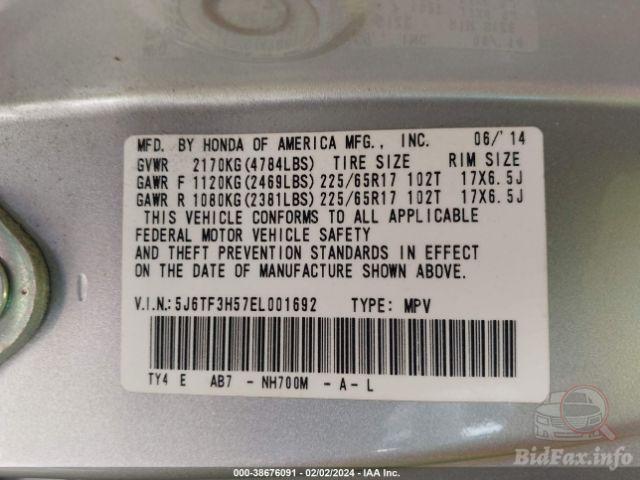 MFD. BY HONDA OF AMERICA MFG., INC. 06/'14
GVWR 2170KG(4784LBS) TIRE SIZE RIM SIZE
GAWR F 1120KG(2469LBS) 225/65R17 102T 17X6.5J
GAWR R 1080KG(2381LBS) 225/65R17 102T 17X6.5J
THIS VEHICLE CONFORMS TO ALL APPLICABLE
FEDERAL MOTOR VEHICLE SAFETY
AND THEFT PREVENTION STANDARDS IN EFFECT
ON THE DATE OF MANUFACTURE SHOWN ABOVE.
V.I.N.:5J6TF3H57EL001692 TYPE: MPV
TY4 E AB7 - NH700M - A - L
000-38676091 - 02/02/2024 - IAA Inc.
BidFax.info